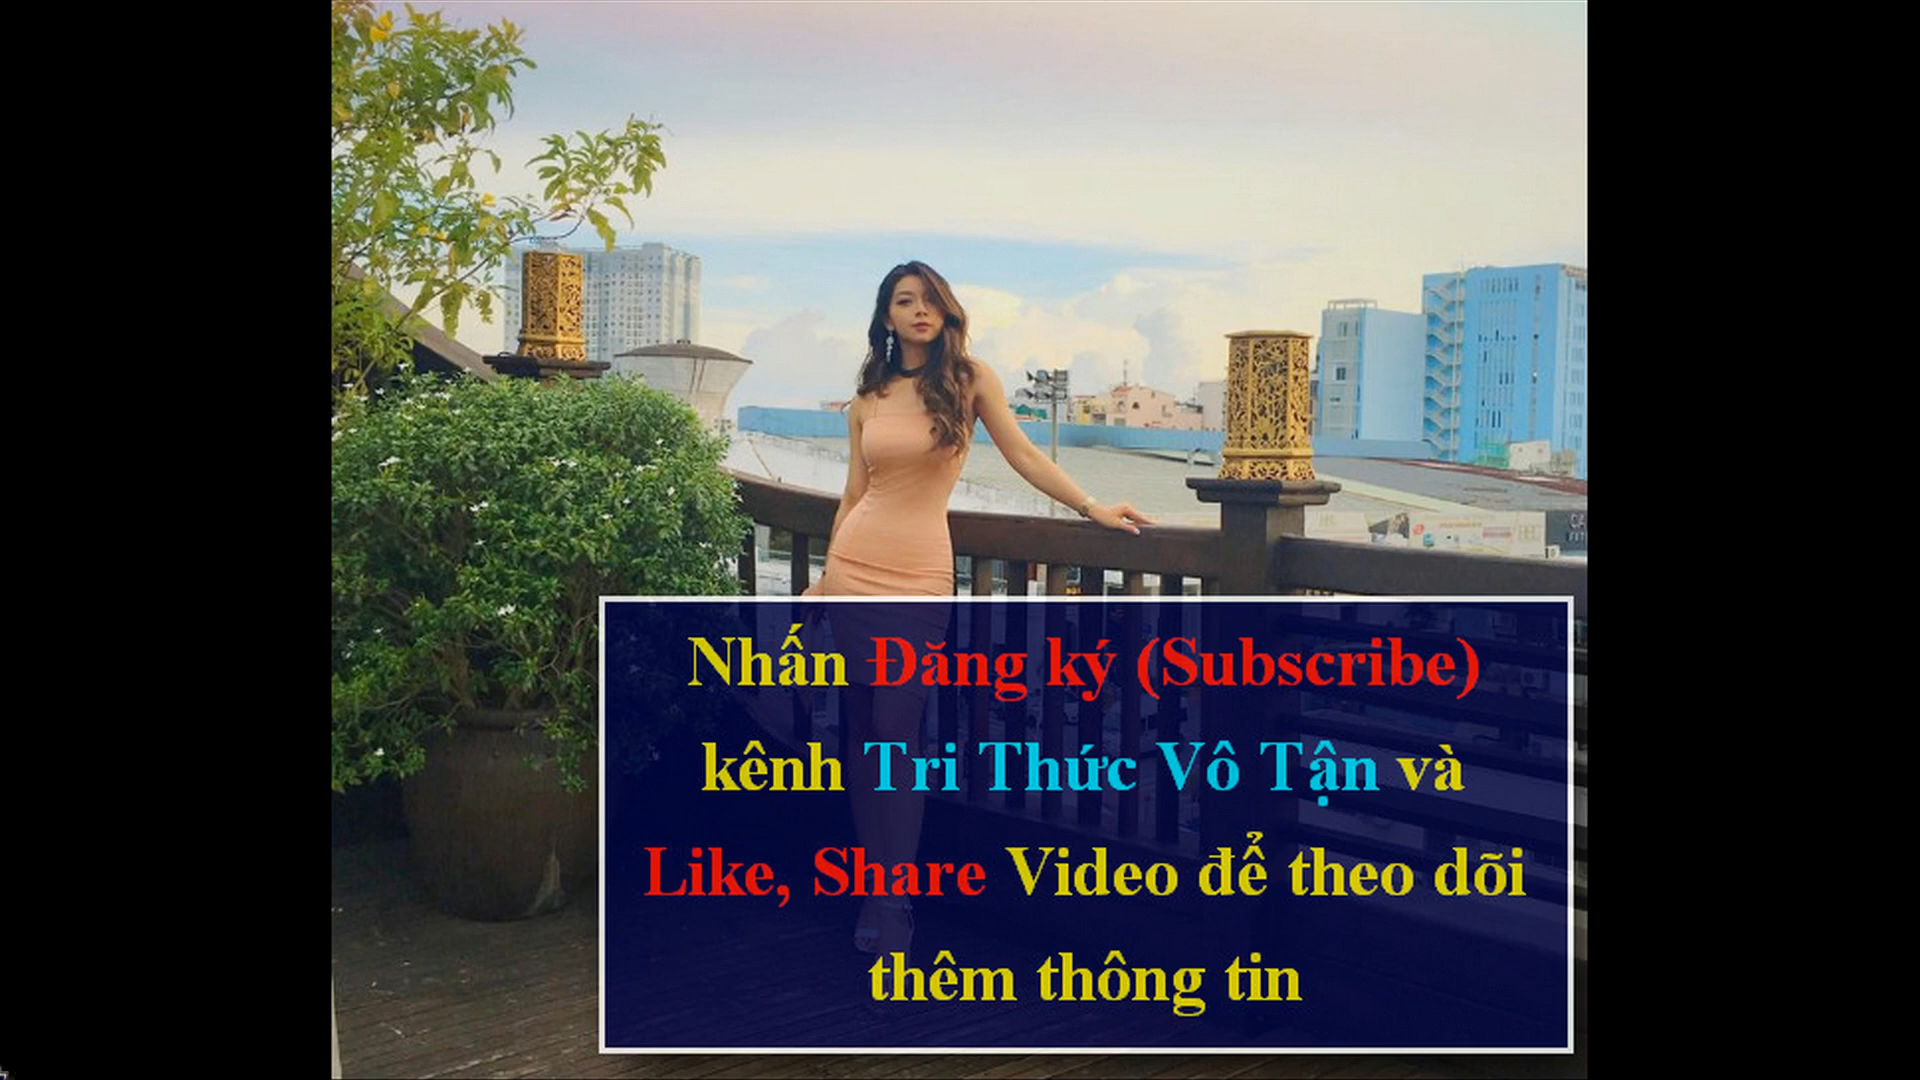 Nhấn Đăng ký (Subscribe)
kênh Tri Thức Vô Tận và
Like, Share Video để theo dõi
thêm thông tin